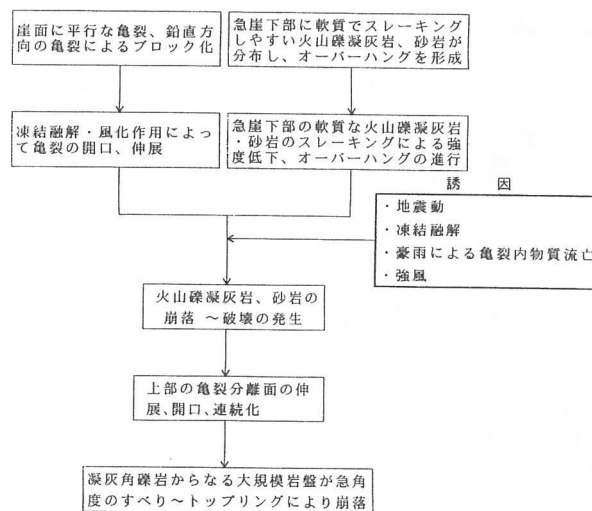 崖面に平行な亀裂、鉛直方
向の亀裂によるブロック化
急崖下部に軟質でスレーキング
しやすい火山礫凝灰岩、砂岩が
分布し、オーバーハングを形成
凍結融解・風化作用によっ
て亀裂の開口、伸展
急崖下部の軟質な火山礫凝灰岩
・砂岩のスレーキングによる強
度低下、オーバーハングの進行
誘 因
・地震動
・凍結融解
・豪雨による亀裂内物質流亡
・強風
火山礫凝灰岩、砂岩の
崩落 ~破壊の発生
上部の亀裂分離面の伸
展、開口、連続化
凝灰角礫岩からなる大規模岩盤が急角
度のすべり~トップリングにより崩落